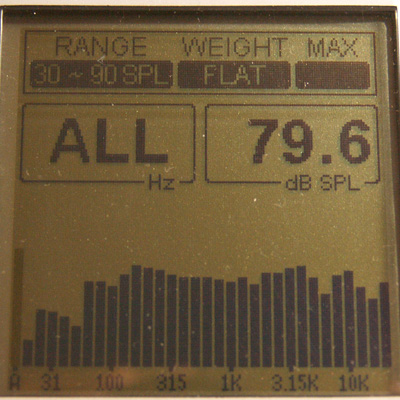 RANGE WEIGHT MAX
30 ~ 90 SPL FLAT
ALL 79.6
Hz dB SPL
A 31 100 315 1K 3.15K 10K